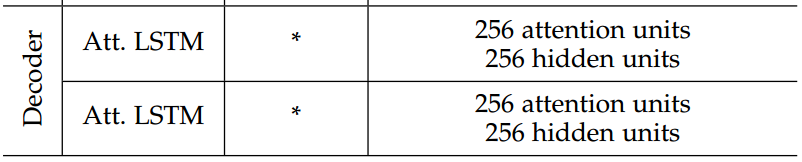 Decoder
Att. LSTM
*
256 attention units
256 hidden units
Att. LSTM
*
256 attention units
256 hidden units